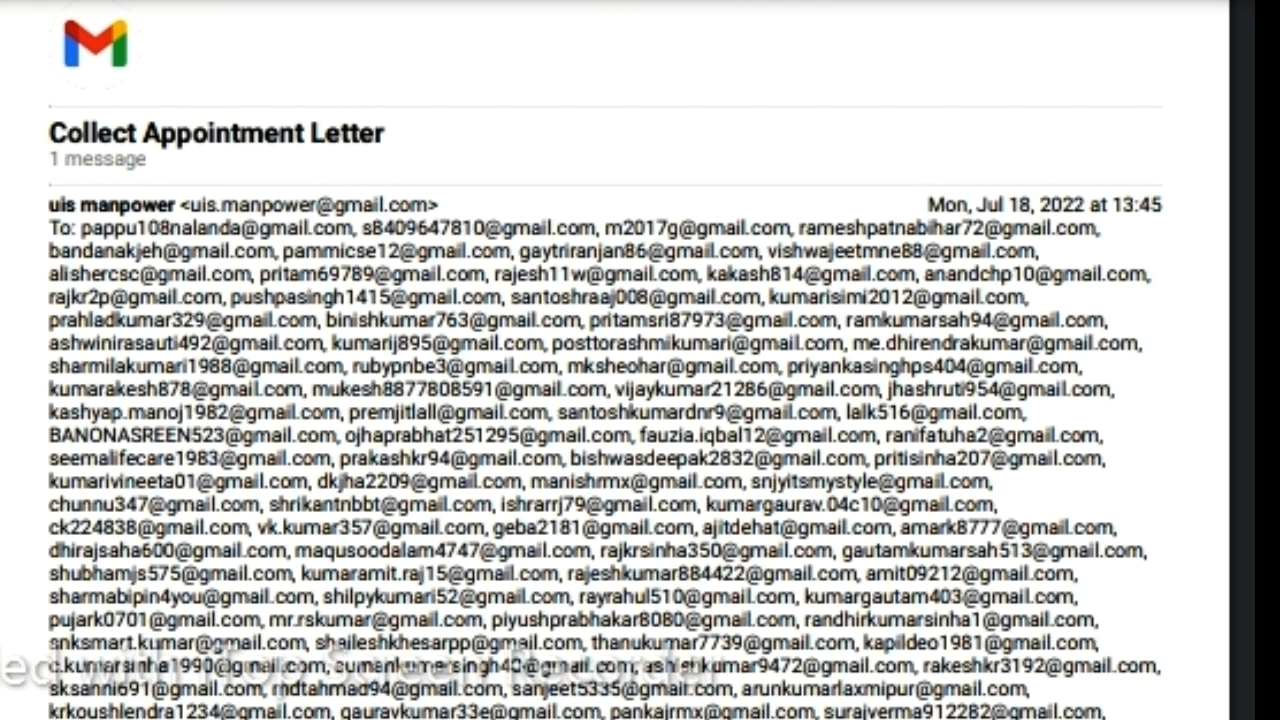 Collect Appointment Letter
1 message
uis manpower <uis.manpower@gmail.com> Mon, Jul 18, 2022 at 13:45
To: pappu108nalanda@gmail.com, s8409647810@gmail.com, m2017g@gmail.com, rameshpatnabihar72@gmail.com,
bandanakjeh@gmail.com, pammicse12@gmail.com, gaytriranjan86@gmail.com, vishwajeetmne88@gmail.com,
alishercsc@gmail.com, pritam69789@gmail.com, rajesh11w@gmail.com, kakash814@gmail.com, anandchp10@gmail.com,
rajkr2p@gmail.com, pushpasingh1415@gmail.com, santoshraaj008@gmail.com, kumarisimi2012@gmail.com,
prahladkumar329@gmail.com, binishkumar763@gmail.com, pritamsri87973@gmail.com, ramkumarsah94@gmail.com,
ashwinirasauti492@gmail.com, kumarij895@gmail.com, posttorashmikumari@gmail.com, me.dhirendrakumar@gmail.com,
sharmilakumari1988@gmail.com, rubypnbe3@gmail.com, mksheohar@gmail.com, priyankasinghps404@gmail.com,
kumarakesh878@gmail.com, mukesh8877808591@gmail.com, vijaykumar21286@gmail.com, jhashruti954@gmail.com,
kashyap.manoj1982@gmail.com, premjitlall@gmail.com, santoshkumardnr9@gmail.com, lalk516@gmail.com,
BANONASREEN523@gmail.com, ojhaprabhat251295@gmail.com, fauzia.iqbal12@gmail.com, ranifatuha2@gmail.com,
seemalifecare1983@gmail.com, prakashkr94@gmail.com, bishwasdeepak2832@gmail.com, pritisinha207@gmail.com,
kumarivineeta01@gmail.com, dkjha2209@gmail.com, manishrmx@gmail.com, snjyitsmystyle@gmail.com,
chunnu347@gmail.com, shrikantnbbt@gmail.com, ishrarrj79@gmail.com, kumargaurav.04c10@gmail.com,
ck224838@gmail.com, vk.kumar357@gmail.com, geba2181@gmail.com, ajitdehat@gmail.com, amark8777@gmail.com,
dhirajsaha600@gmail.com, maqusoodalam4747@gmail.com, rajkrsinha350@gmail.com, gautamkumarsah513@gmail.com,
shubhamjs575@gmail.com, kumaramit.raj15@gmail.com, rajeshkumar884422@gmail.com, amit09212@gmail.com,
sharmabipin4you@gmail.com, shilpykumari52@gmail.com, rayrahul510@gmail.com, kumargautam403@gmail.com,
pujark0701@gmail.com, mr.rskumar@gmail.com, piyushprabhakar8080@gmail.com, randhirkumarsinha1@gmail.com,
shaileshkhesarpp@gmail.com, thanukumar7739@gmail.com, kapildeo1981@gmail.com,
ashishkumar9472@gmail.com, rakeshkr3192@gmail.com,
sanjeet5335@gmail.com, arunkumarlaxmipur@gmail.com,
krkoushlendra1234@gmail.com, gauravkumar33e@gmail.com, pankajrmx@gmail.com, surajverma912282@gmail.com,